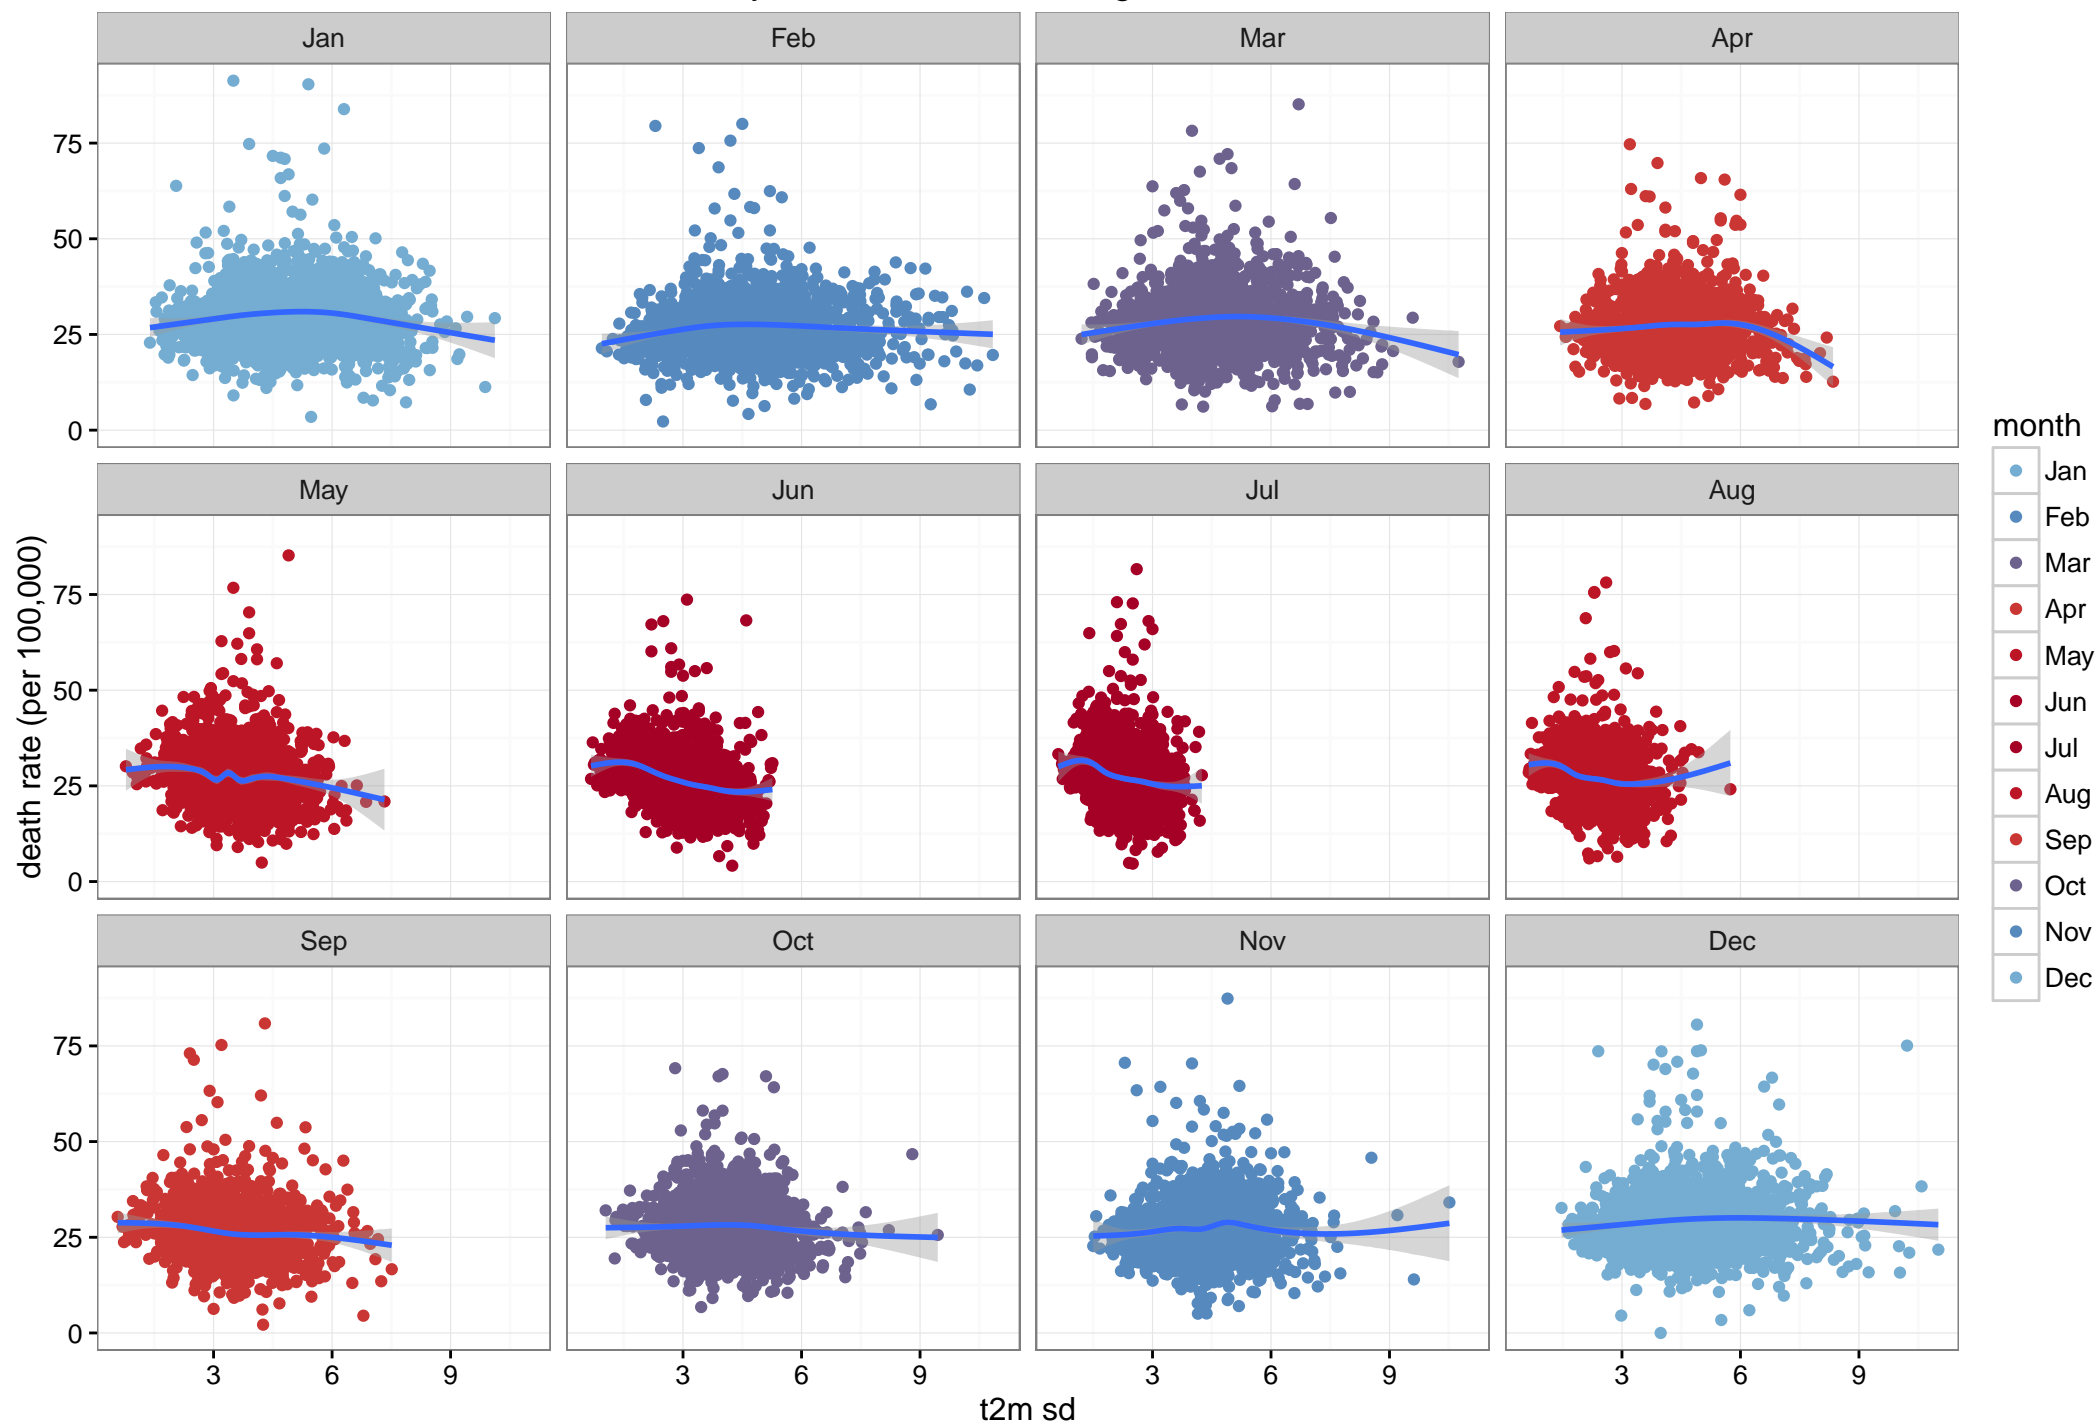 Jan Feb Mar Apr
75
50
25
0
May Jun Jul Aug
75
50
25
0
Sep Oct Nov Dec
75
50
25
0
3 6 9 3 6 9 3 6 9 3 6 9
t2m sd
death rate (per 100,000)
month
Jan
Feb
Mar
Apr
May
Jun
Jul
Aug
Sep
Oct
Nov
Dec